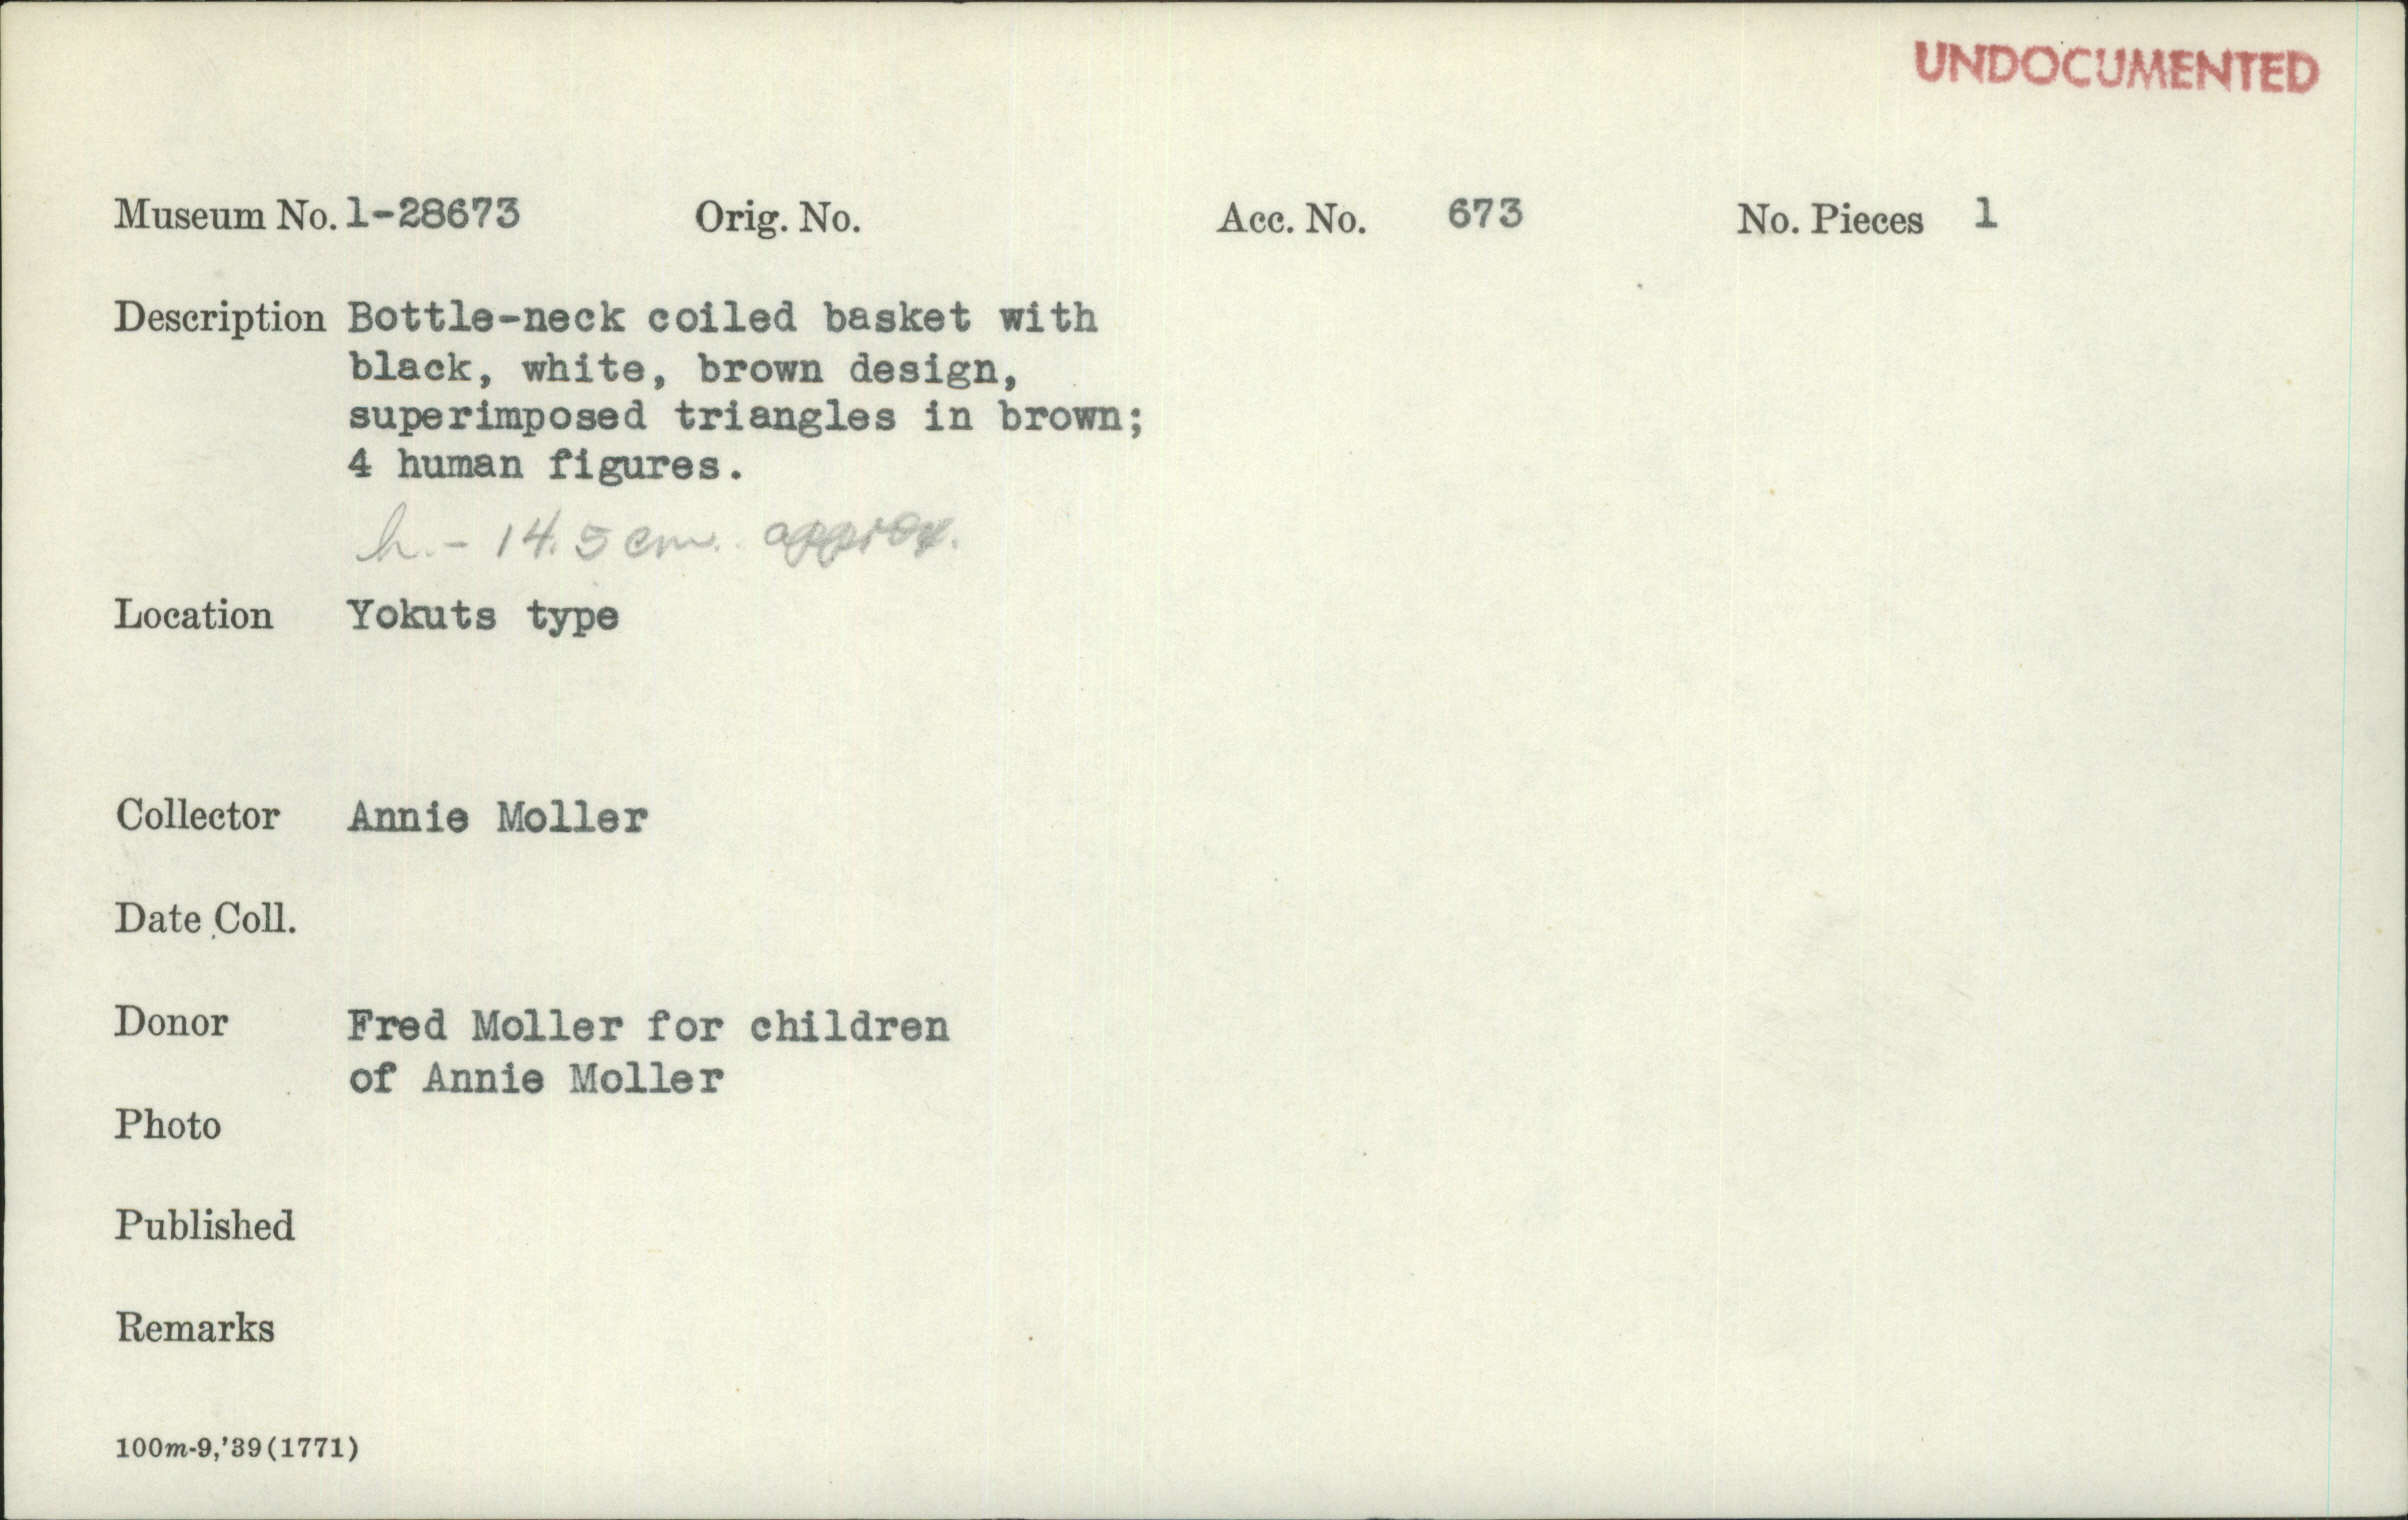 UNDOCUMENTED
Museum No. 1-28673 Orig. No. Acc. No. 673 No. Pieces 1
Description Bottle-neck coiled basket with
black, white, brown design,
superimposed triangles in brown;
4 human figures.
h.- 14.5 cm. approx.
Location Yokuts type
Collector Annie Moller
Date Coll.
Donor Fred Moller for children
of Annie Moller
Photo
Published
Remarks
100m-9,'39(1771)